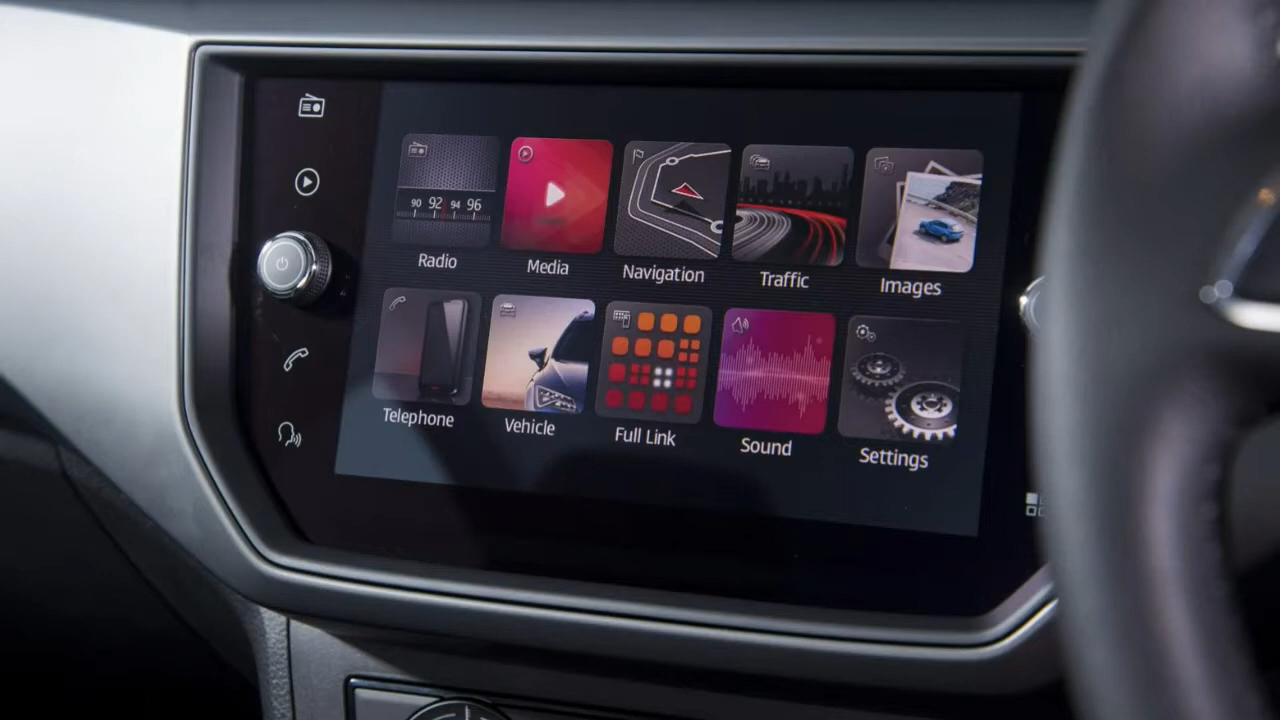 90 92 94 96
Radio
Media
Navigation
Traffic
Images
Telephone
Vehicle
Full Link
Sound
Settings